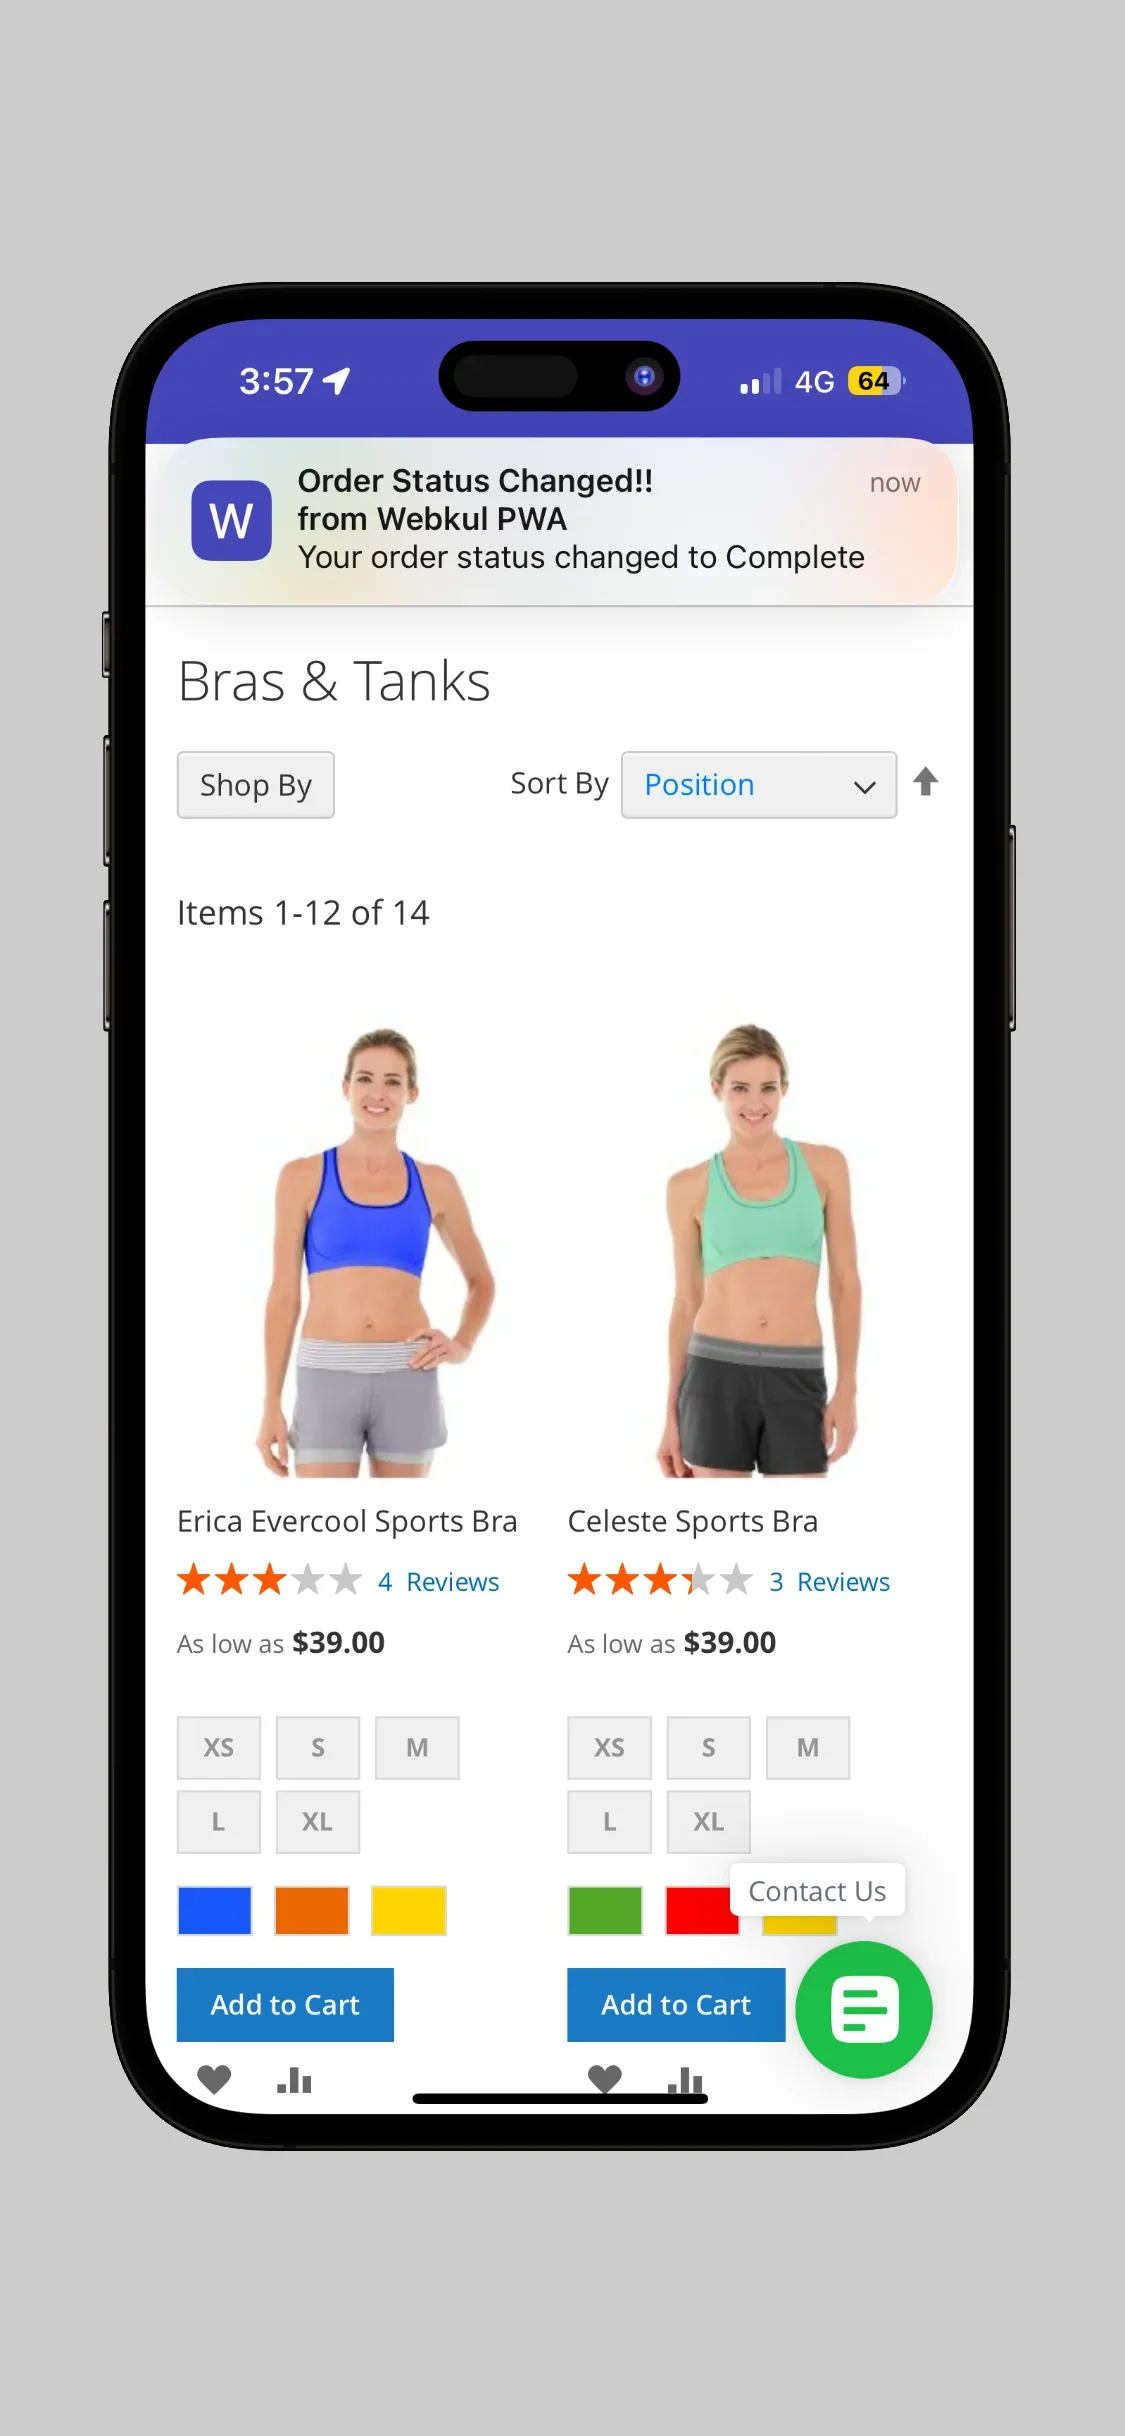 3:57
4G
64
W
Order Status Changed!!
now
from Webkul PWA
Your order status changed to Complete
Bras & Tanks
Shop By
Sort By
Position
Items 1-12 of 14
Erica Evercool Sports Bra
Celeste Sports Bra
4 Reviews
3 Reviews
As low as $39.00
As low as $39.00
XS S M
XS S M
L XL
L XL
Contact Us
Add to Cart
Add to Cart